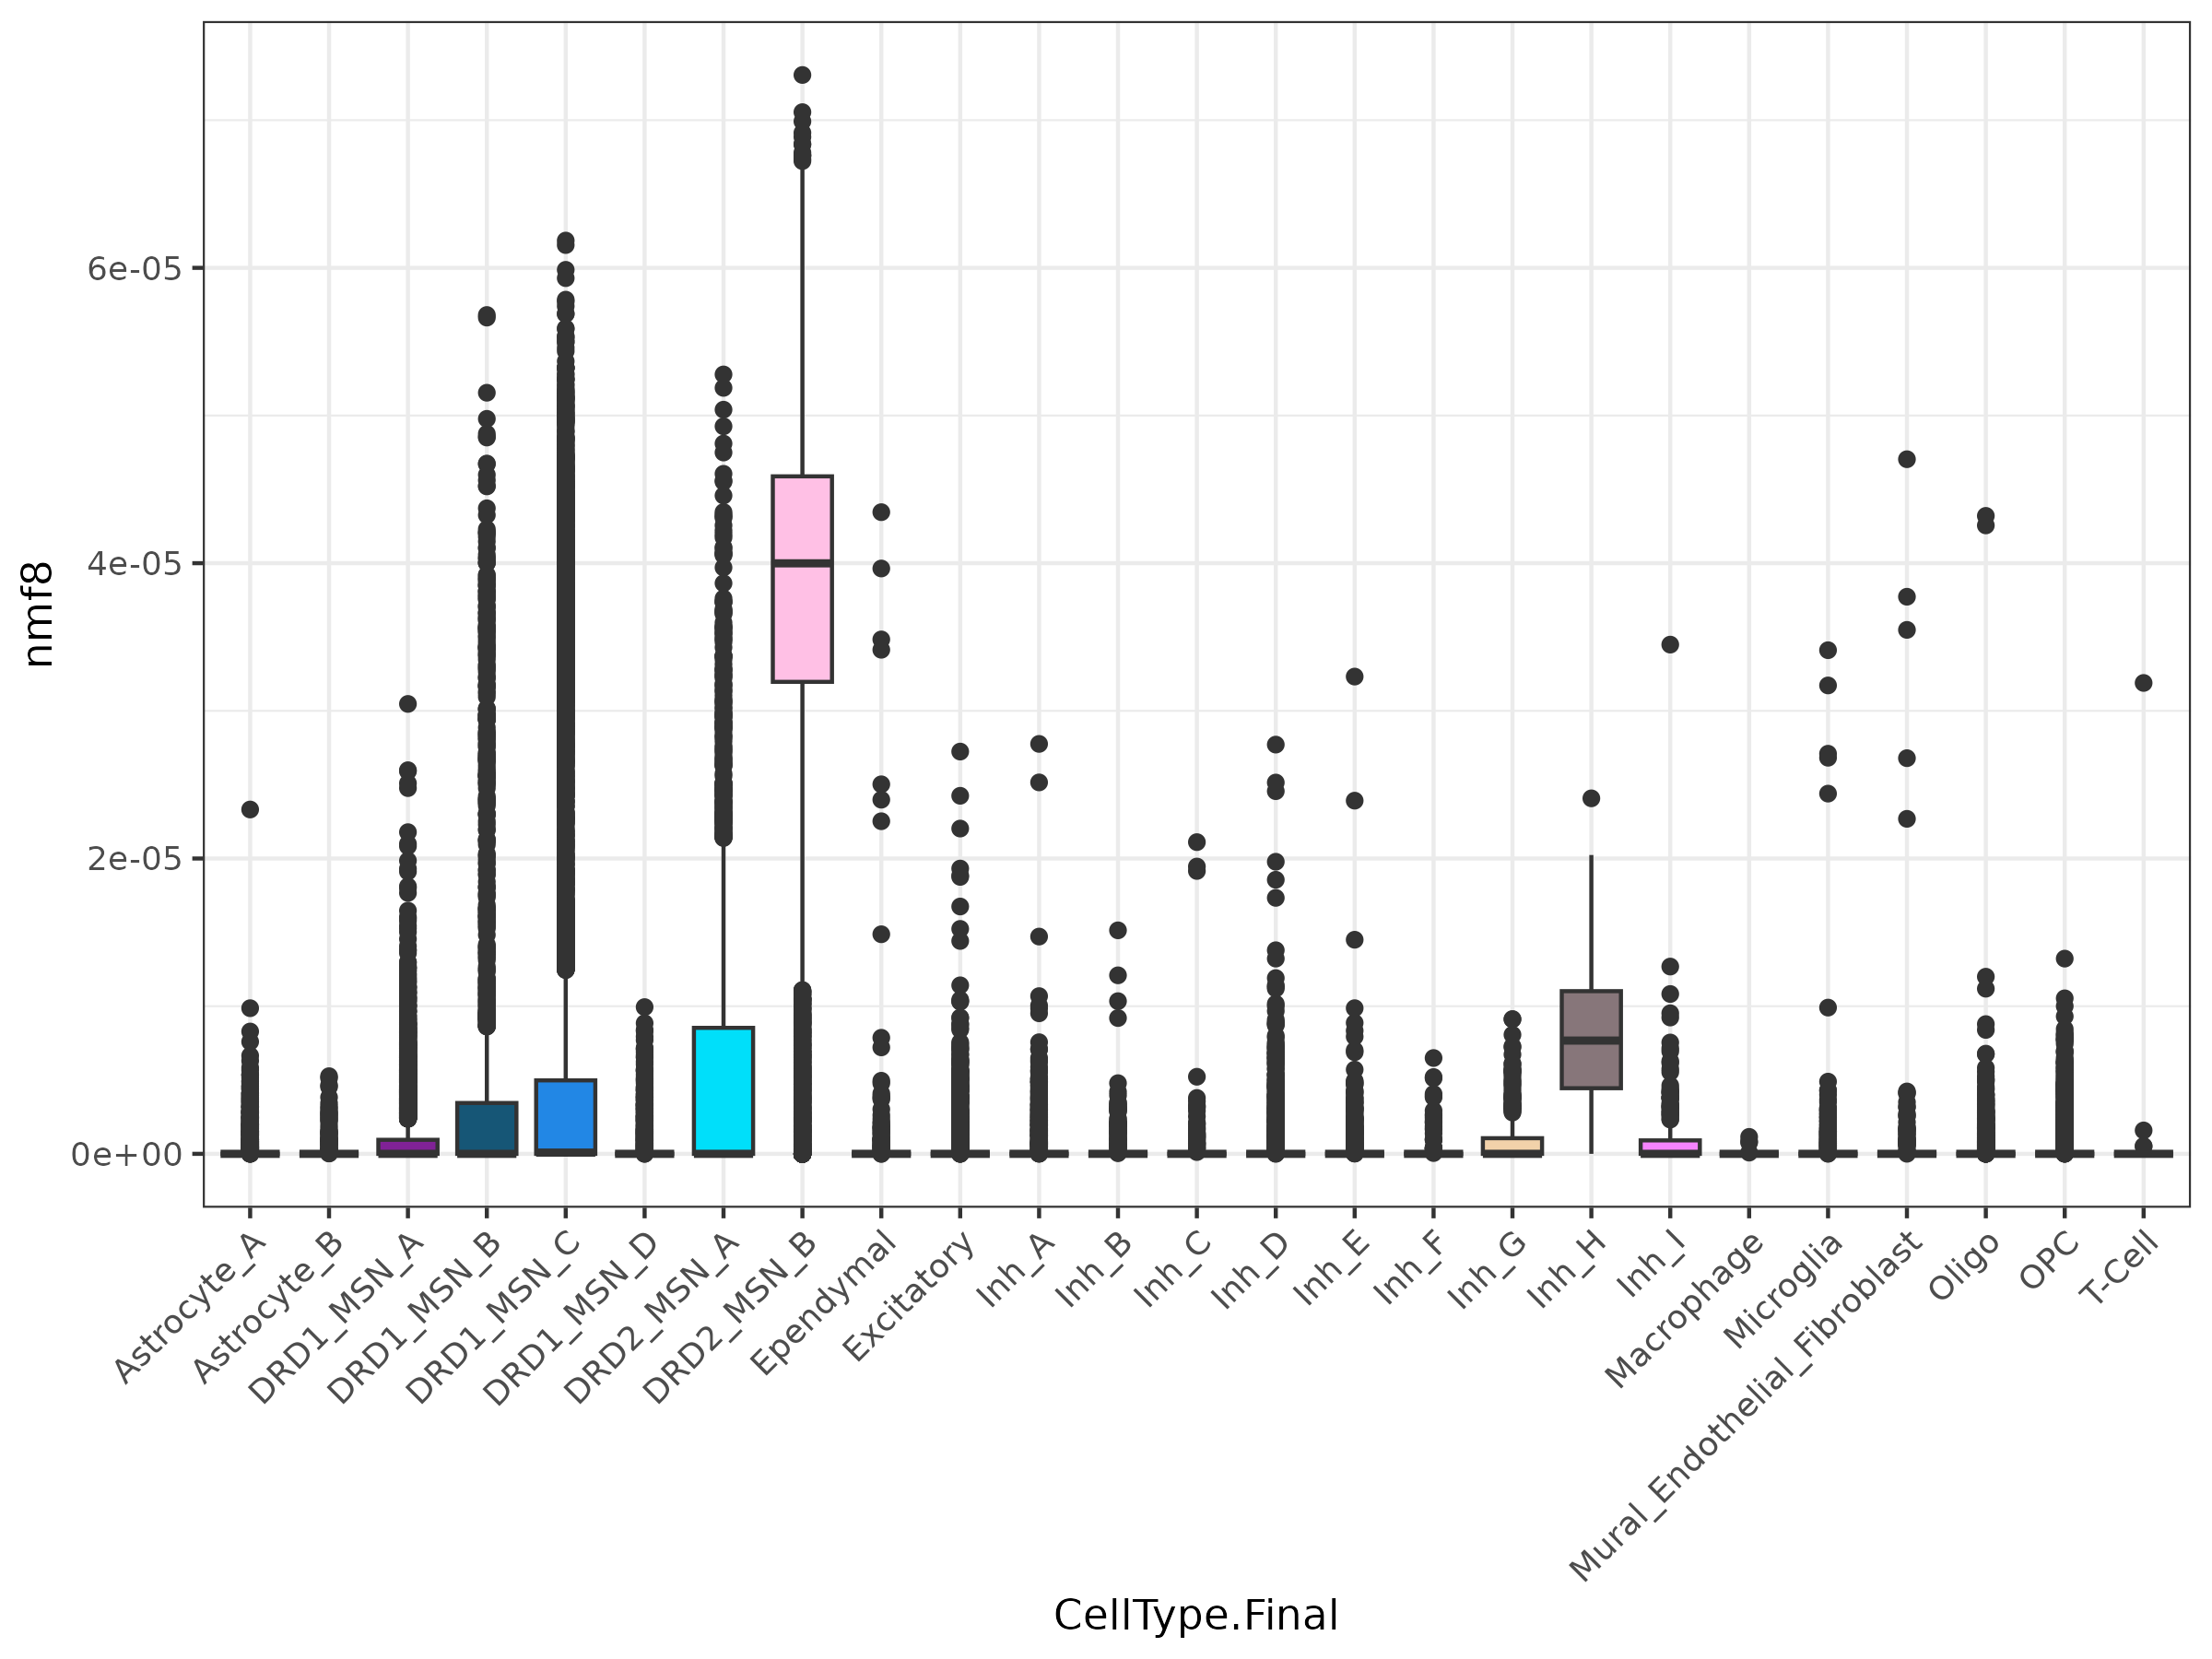 nmf8
6e-05
4e-05
2e-05
0e+00
Astrocyte_A
Astrocyte_B
DRD1_MSN_A
DRD1_MSN_B
DRD1_MSN_C
DRD1_MSN_D
DRD2_MSN_A
DRD2_MSN_B
Ependymal
Excitatory
Inh_A
Inh_B
Inh_C
Inh_D
Inh_E
Inh_F
Inh_G
Inh_H
Inh_I
Macrophage
Microglia
Mural_Endothelial_Fibroblast
Oligo
OPC
T-Cell
CellType.Final